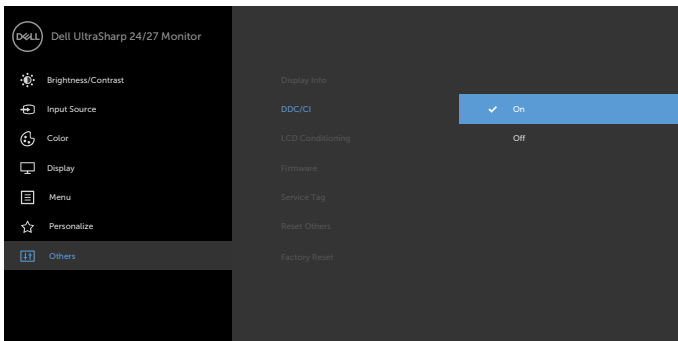 DELL Dell UltraSharp 24/27 Monitor
Brightness/Contrast
Input Source
Color
Display
Menu
Personalize
Others
Display Info
DDC/CI
LCD Conditioning
Firmware
Service Tag
Reset Others
Factory Reset
On
Off